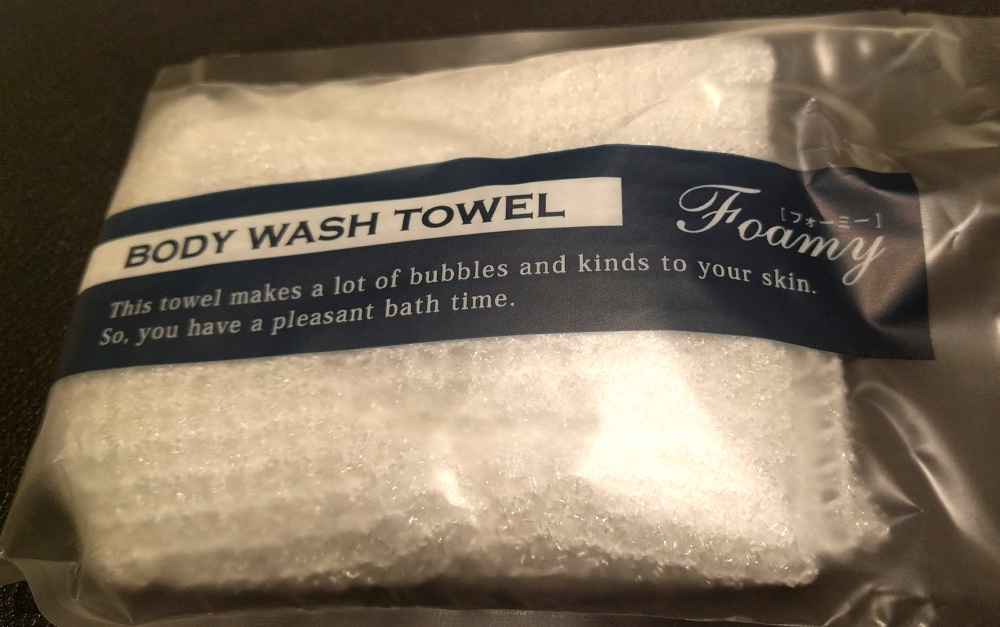 BODY WASH TOWEL
[フォーミー]
Foamy
This towel makes a lot of bubbles and kinds to your skin.
So, you have a pleasant bath time.